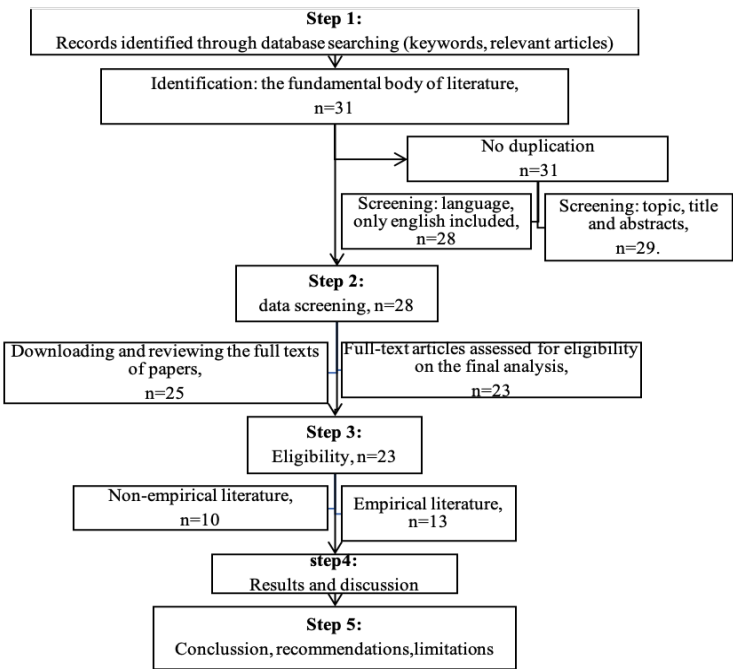 Step 1:
Records identified through database searching (keywords, relevant articles)
Identification: the fundamental body of literature,
n=31
No duplication
n=31
Screening: language,
only english included,
n=28
Screening: topic, title
and abstracts,
n=29.
Step 2:
data screening, n=28
Downloading and reviewing the full texts
of papers,
n=25
Full-text articles assessed for eligibility
on the final analysis,
n=23
Step 3:
Eligibility, n=23
Non-empirical literature,
n=10
Empirical literature,
n=13
step4:
Results and discussion
Step 5:
Conclussion, recommendations,limitations